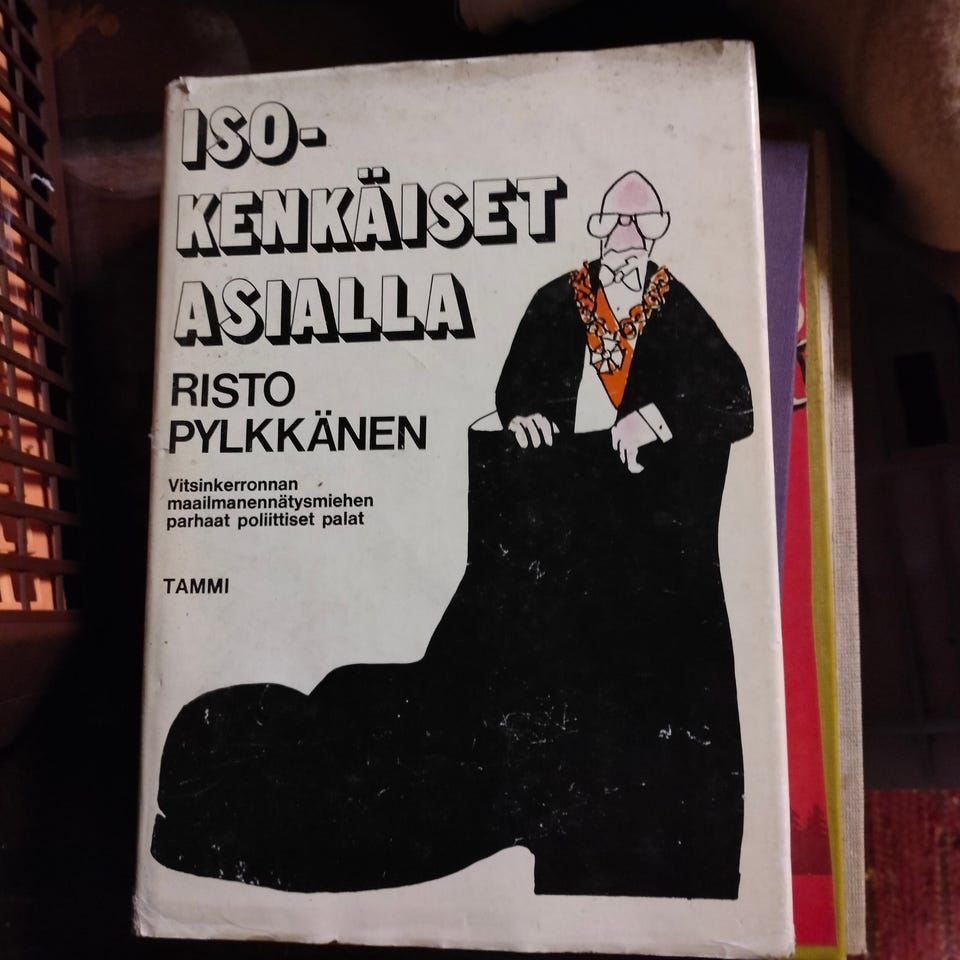 ISO-
KENKÄISET
ASIALLA
RISTO
PYLKKÄNEN
Vitsinkerronnan
maailmanennätysmiehen
parhaat poliittiset palat
TAMMI